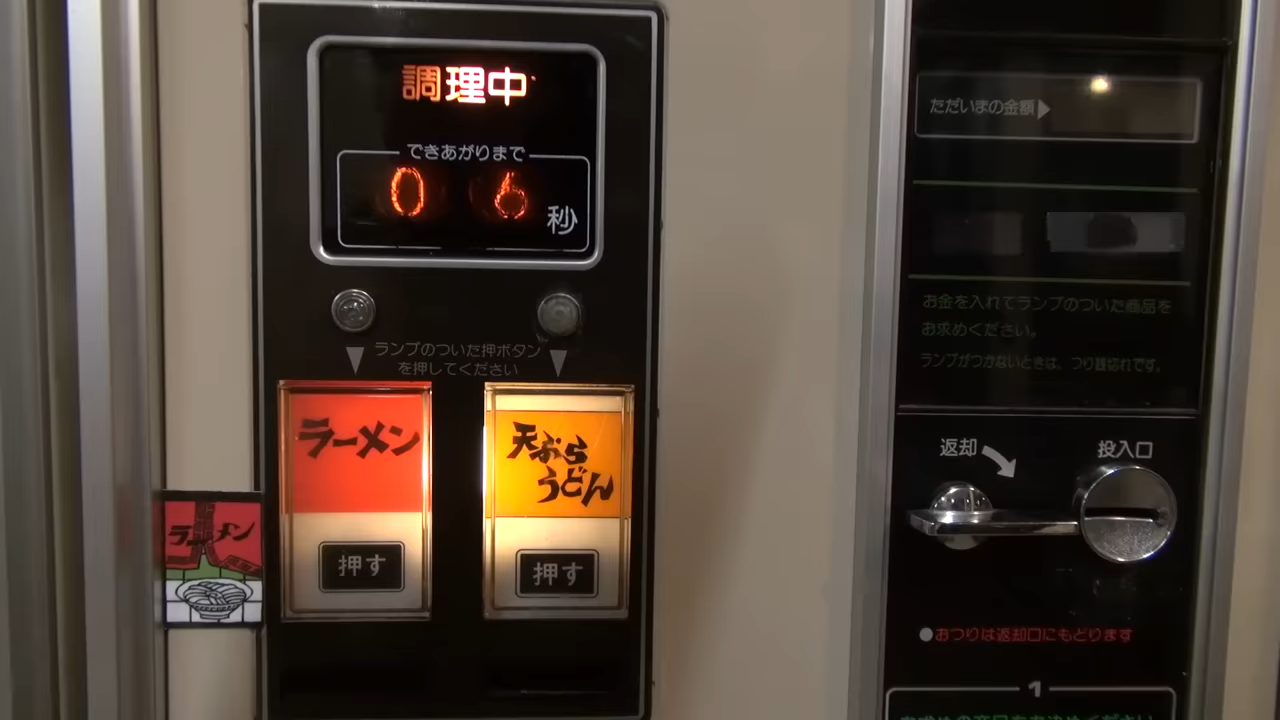 調理中
できあがりまで
06秒
ランプのついた押ボタン
を押してください
ラーメン
押す
天ぷら
うどん
押す
ラーメン
ただいまの金額▶
お金を入れてランプのついた商品を
お求めください。
ランプがつかないときは、つり銭切れです。
返却
投入口
●おつりは返却口にもどります
1